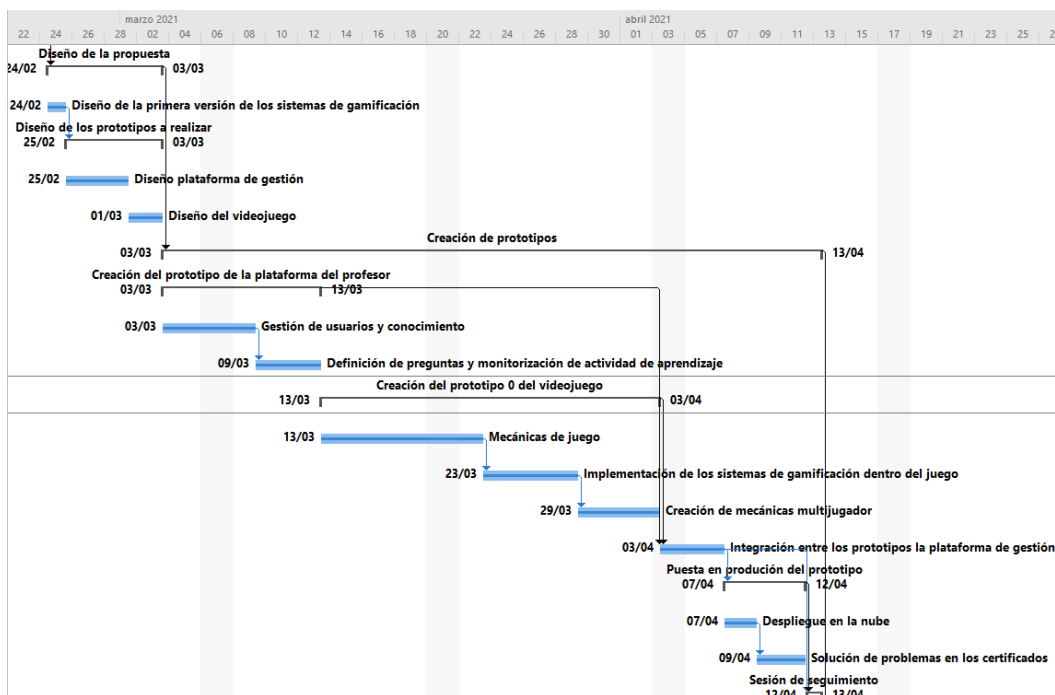 marzo 2021 abril 2021
22 24 26 28 02 04 06 08 10 12 14 16 18 20 22 24 26 28 30 01 03 05 07 09 11 13 15 17 19 21 23 25
Diseño de la propuesta
24/02 03/03
24/02 Diseño de la primera versión de los sistemas de gamificación
Diseño de los prototipos a realizar
25/02 03/03
25/02 Diseño plataforma de gestión
01/03 Diseño del videojuego
Creación de prototipos
03/03 13/04
Creación del prototipo de la plataforma del profesor
03/03 13/03
03/03 Gestión de usuarios y conocimiento
09/03 Definición de preguntas y monitorización de actividad de aprendizaje
Creación del prototipo 0 del videojuego
13/03 03/04
13/03 Mecánicas de juego
23/03 Implementación de los sistemas de gamificación dentro del juego
29/03 Creación de mecánicas multijugador
03/04 Integración entre los prototipos la plataforma de gestión
Puesta en produción del prototipo
07/04 12/04
07/04 Despliegue en la nube
09/04 Solución de problemas en los certificados
Sesión de seguimiento
12/04 13/04